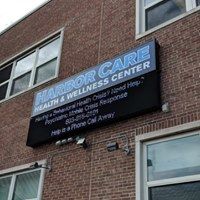 HARBOR CARE
HEALTH & WELLNESS CENTER
Having a Behavioral Health Crisis? Need Help?
Psychiatric Mobile Crisis Response
Help is a Phone Call Away